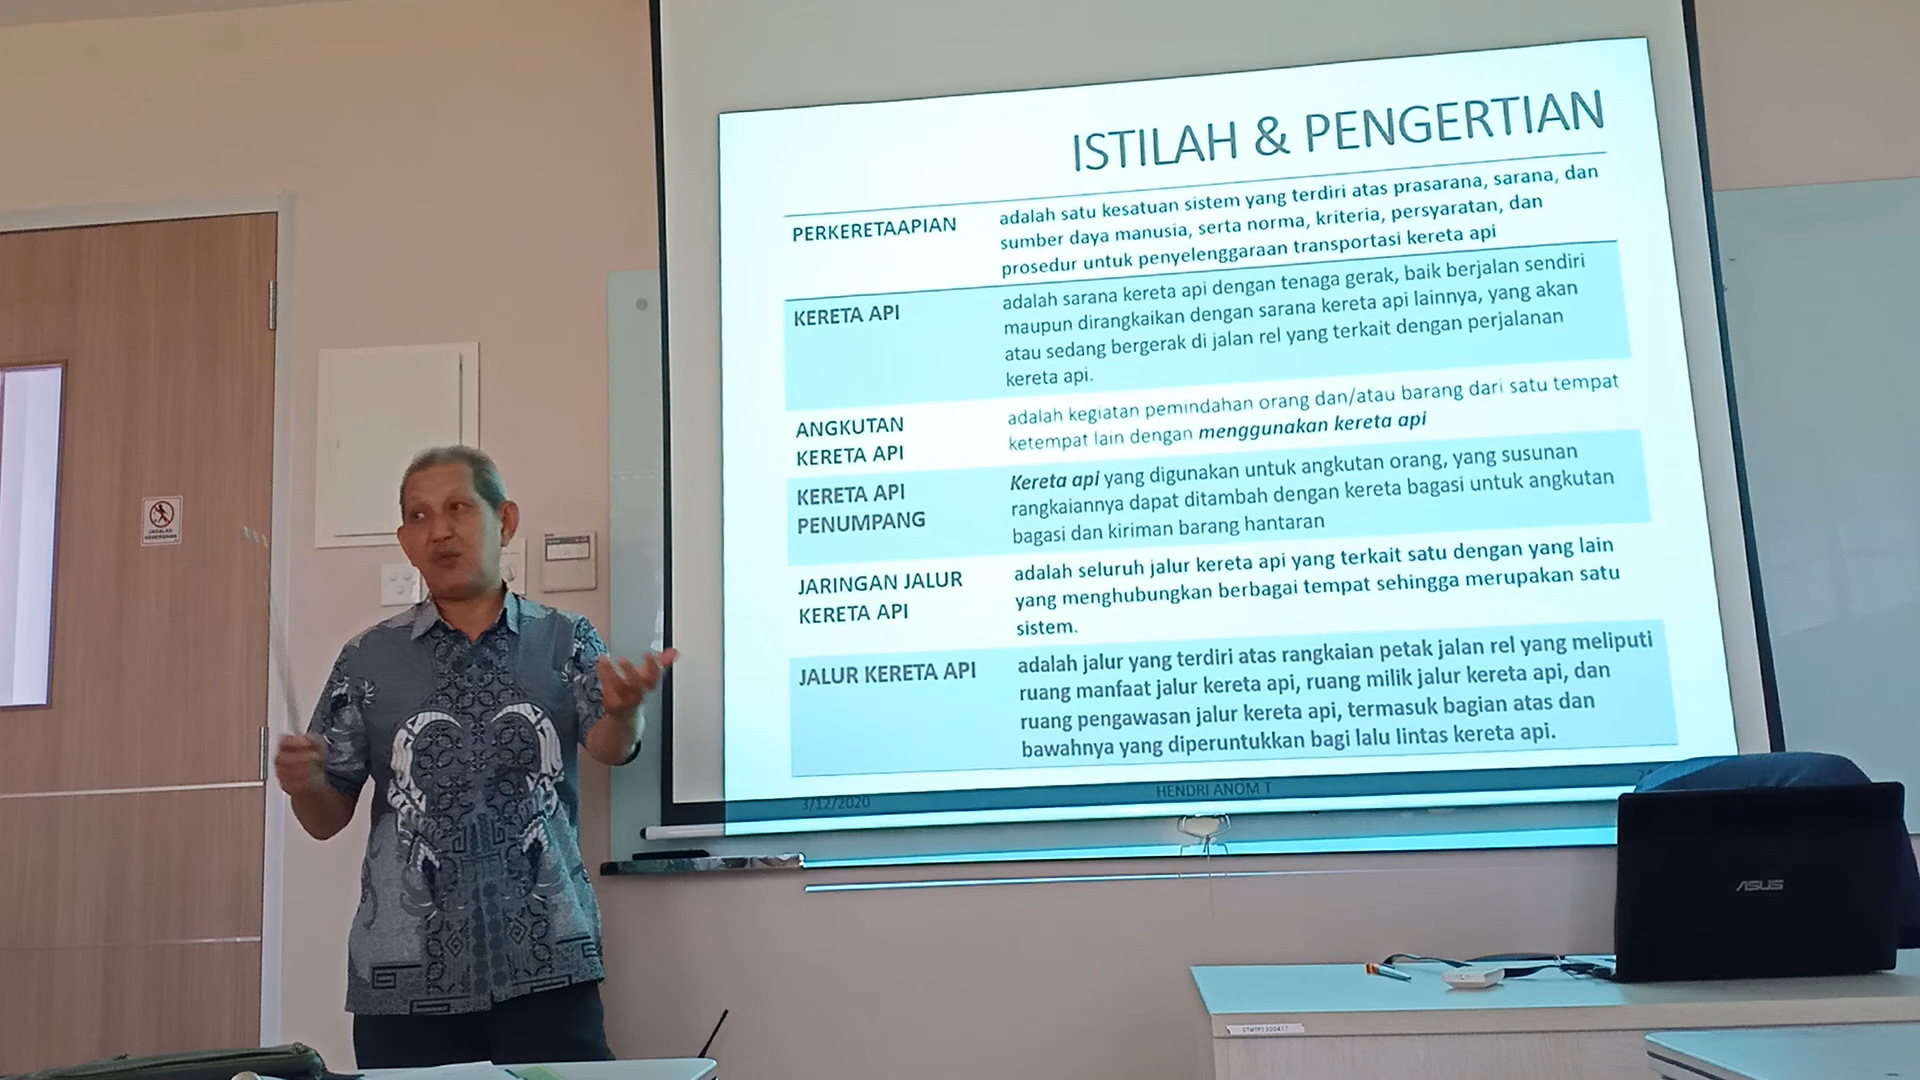 ISTILAH & PENGERTIAN
PERKERETAAPIAN
adalah satu kesatuan sistem yang terdiri atas prasarana, sarana, dan
sumber daya manusia, serta norma, kriteria, persyaratan, dan
prosedur untuk penyelenggaraan transportasi kereta api
KERETA API
adalah sarana kereta api dengan tenaga gerak, baik berjalan sendiri
maupun dirangkaikan dengan sarana kereta api lainnya, yang akan
atau sedang bergerak di jalan rel yang terkait dengan perjalanan
kereta api.
ANGKUTAN
KERETA API
adalah kegiatan pemindahan orang dan/atau barang dari satu tempat
ketempat lain dengan menggunakan kereta api
KERETA API
PENUMPANG
Kereta api yang digunakan untuk angkutan orang, yang susunan
rangkaiannya dapat ditambah dengan kereta bagasi untuk angkutan
bagasi dan kiriman barang hantaran
JARINGAN JALUR
KERETA API
adalah seluruh jalur kereta api yang terkait satu dengan yang lain
yang menghubungkan berbagai tempat sehingga merupakan satu
sistem.
JALUR KERETA API
adalah jalur yang terdiri atas rangkaian petak jalan rel yang meliputi
ruang manfaat jalur kereta api, ruang milik jalur kereta api, dan
ruang pengawasan jalur kereta api, termasuk bagian atas dan
bawahnya yang diperuntukkan bagi lalu lintas kereta api.
3/12/2020
HENDRI ANOM T
JAGALAH
KEBERSIHAN
ASUS